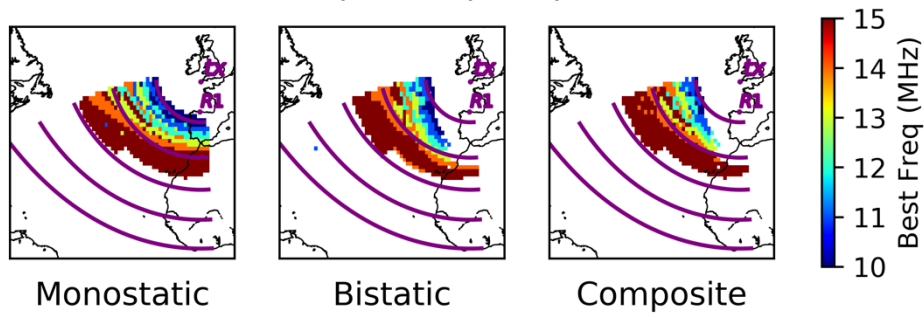 tx
R1
tx
R1
tx
R1
Monostatic
Bistatic
Composite
15
14
13
12
11
10
Best Freq (MHz)